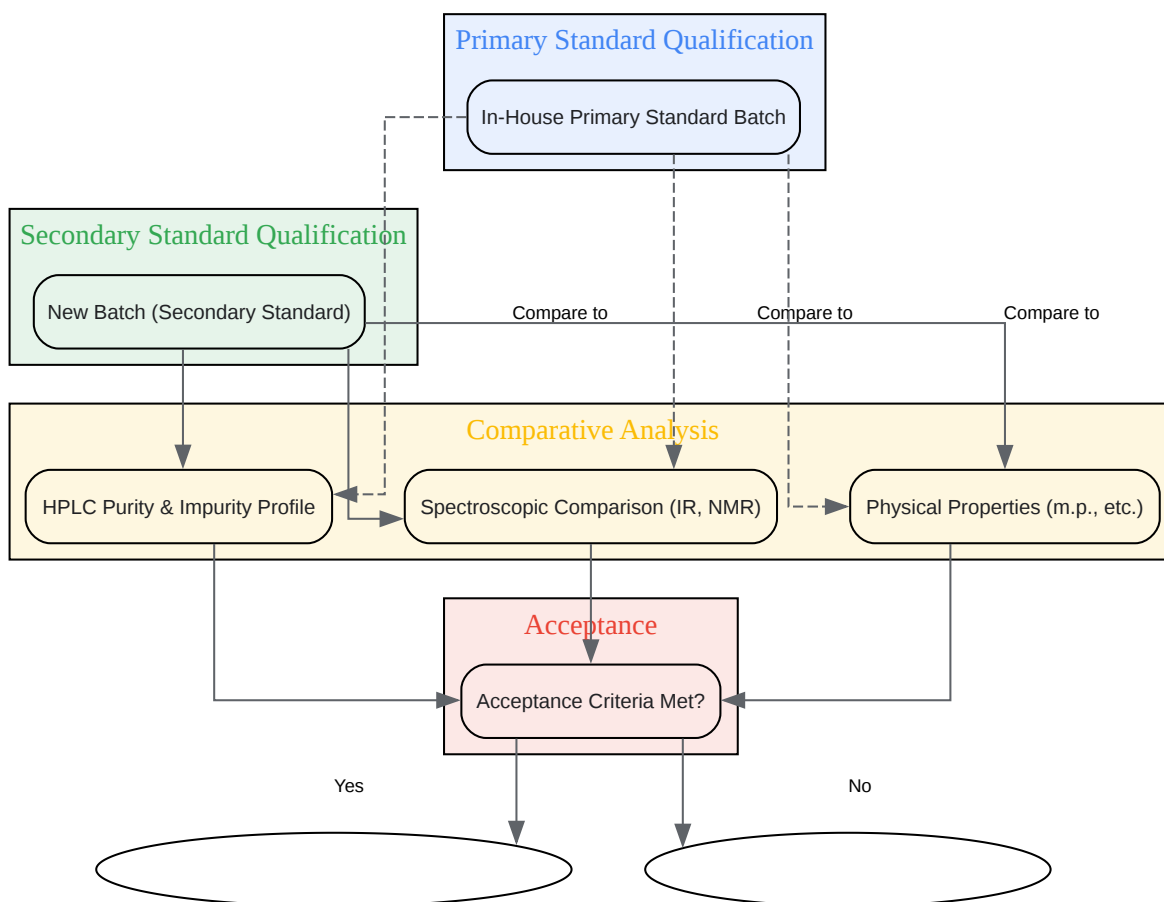 Primary Standard Qualification
In-House Primary Standard Batch
Secondary Standard Qualification
New Batch (Secondary Standard)
Compare to
Compare to
Compare to
Comparative Analysis
HPLC Purity & Impurity Profile
Spectroscopic Comparison (IR, NMR)
Physical Properties (m.p., etc.)
Acceptance
Acceptance Criteria Met?
Yes
No